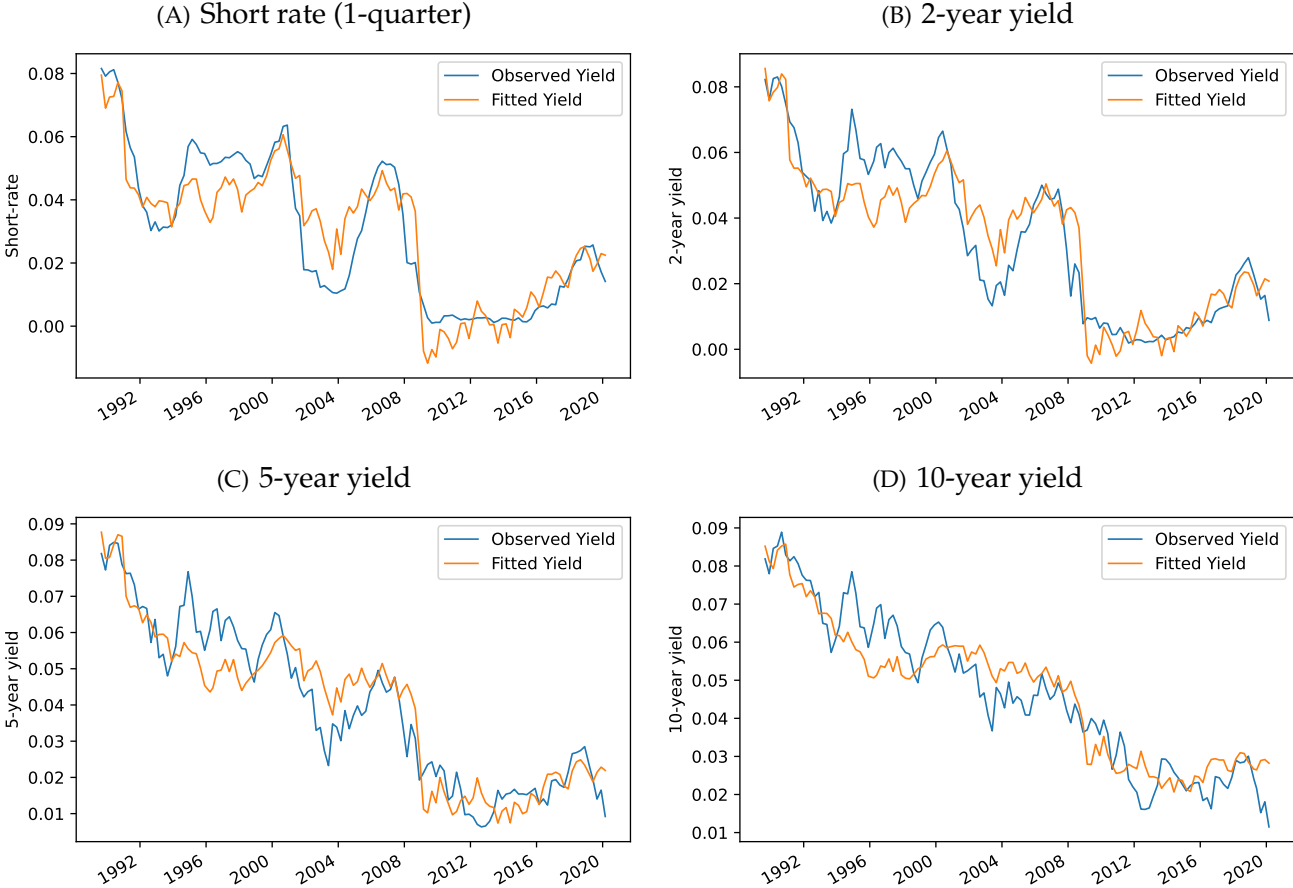 (A) Short rate (1-quarter)
Short-rate
0.08
0.06
0.04
0.02
0.00
Observed Yield
Fitted Yield
1992 1996 2000 2004 2008 2012 2016 2020
(B) 2-year yield
2-year yield
0.08
0.06
0.04
0.02
0.00
Observed Yield
Fitted Yield
1992 1996 2000 2004 2008 2012 2016 2020
(C) 5-year yield
5-year yield
0.09
0.08
0.07
0.06
0.05
0.04
0.03
0.02
0.01
Observed Yield
Fitted Yield
1992 1996 2000 2004 2008 2012 2016 2020
(D) 10-year yield
10-year yield
0.09
0.08
0.07
0.06
0.05
0.04
0.03
0.02
0.01
Observed Yield
Fitted Yield
1992 1996 2000 2004 2008 2012 2016 2020